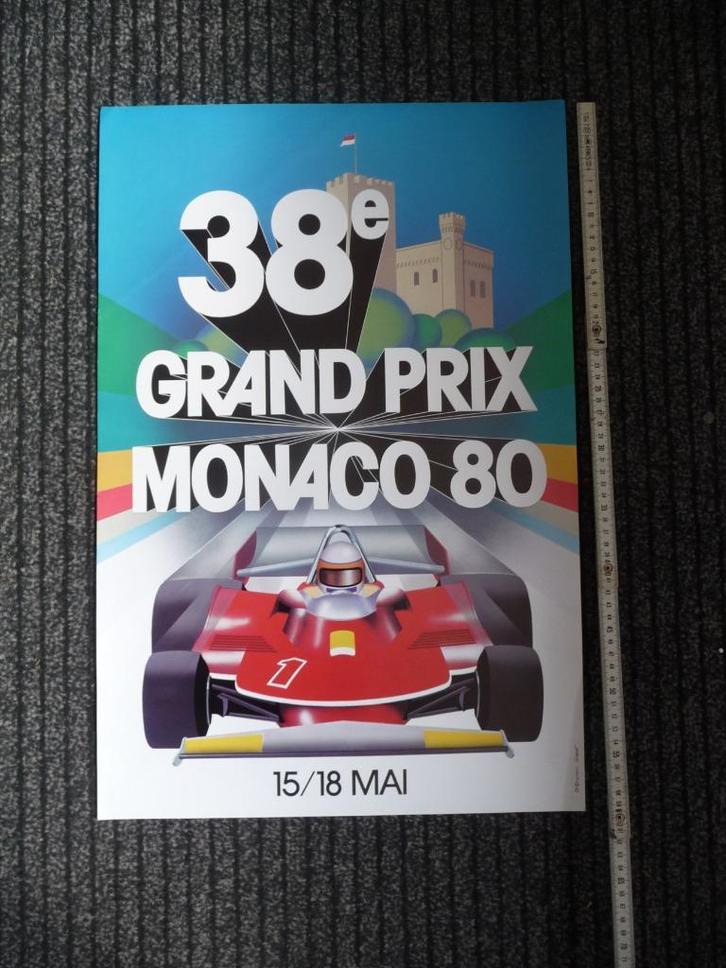 38e
GRAND PRIX
MONACO 80
1
15/18 MAI